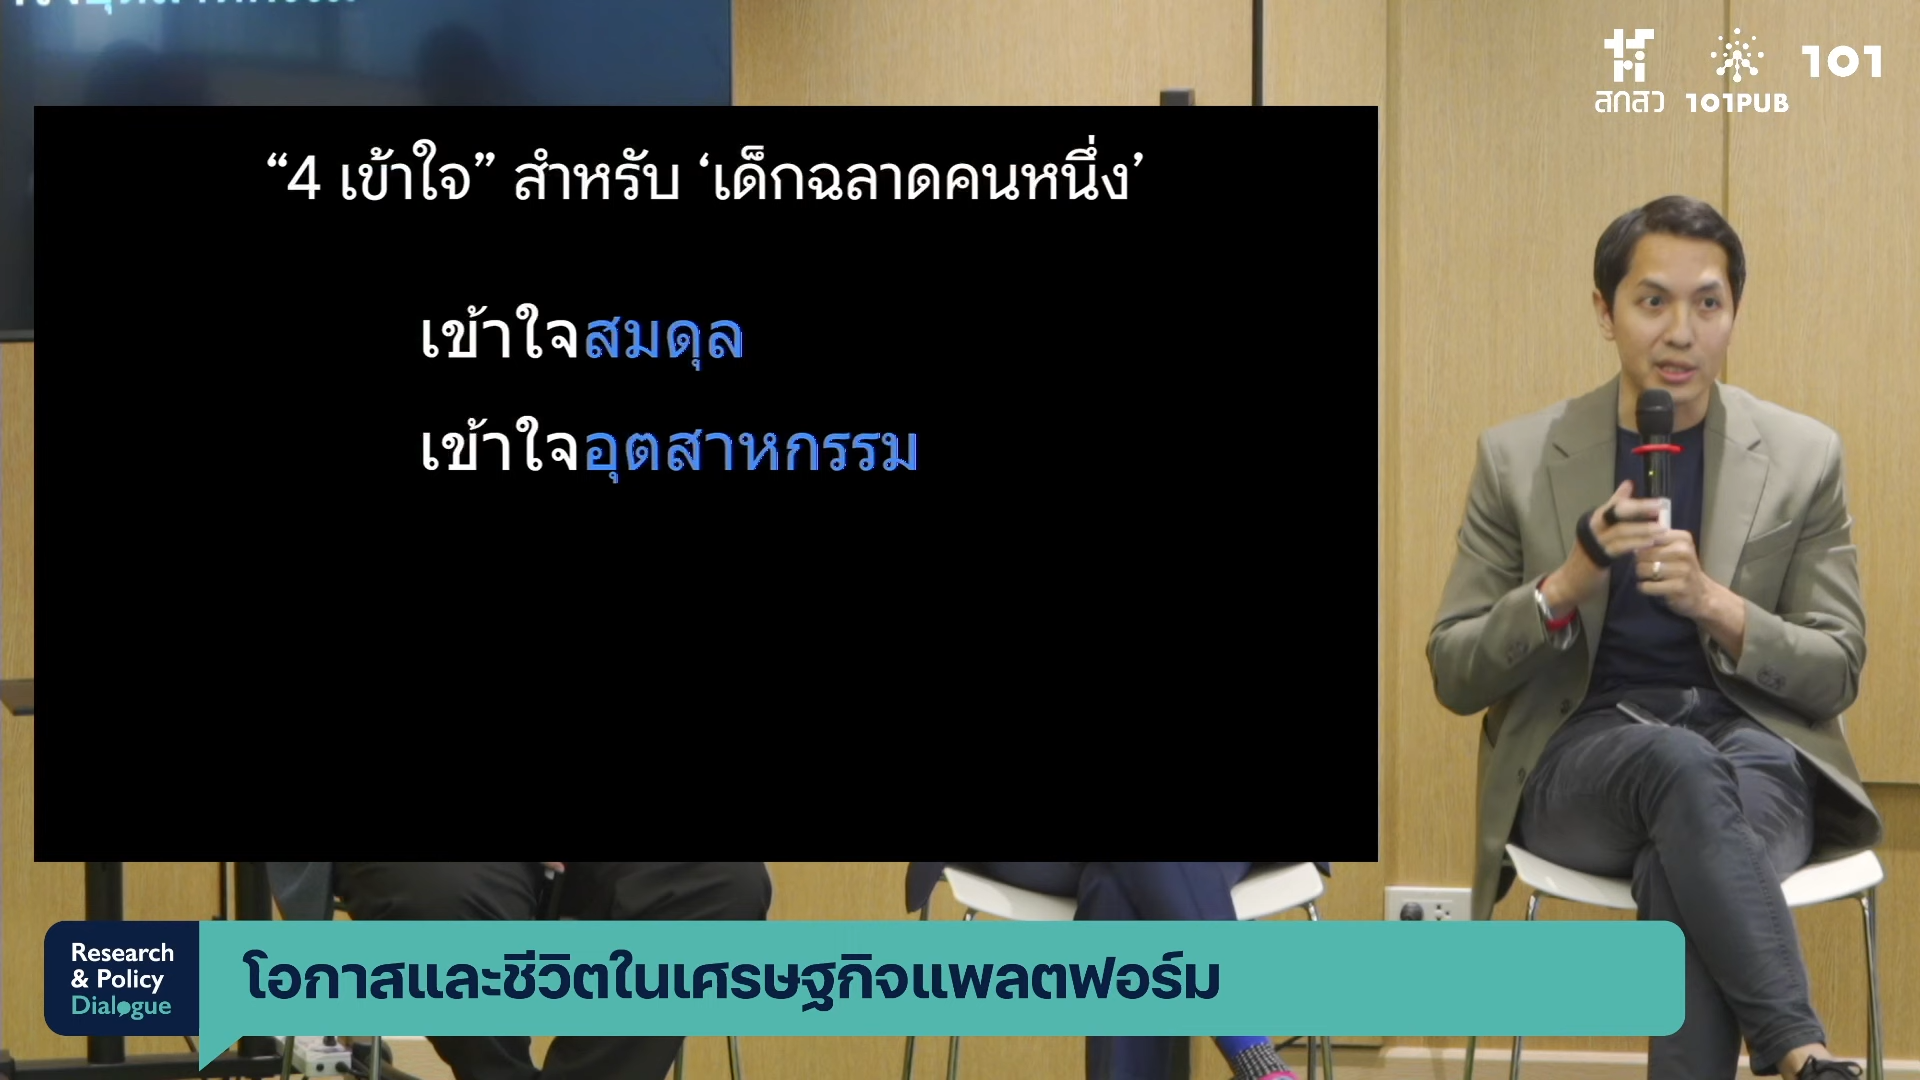 สกสว
101PUB
101
“4 เข้าใจ” สำหรับ ‘เด็กฉลาดคนหนึ่ง’
เข้าใจสมดุล
เข้าใจอุตสาหกรรม
Research
& Policy
Dialogue
โอกาสและชีวิตในเศรษฐกิจแพลตฟอร์ม